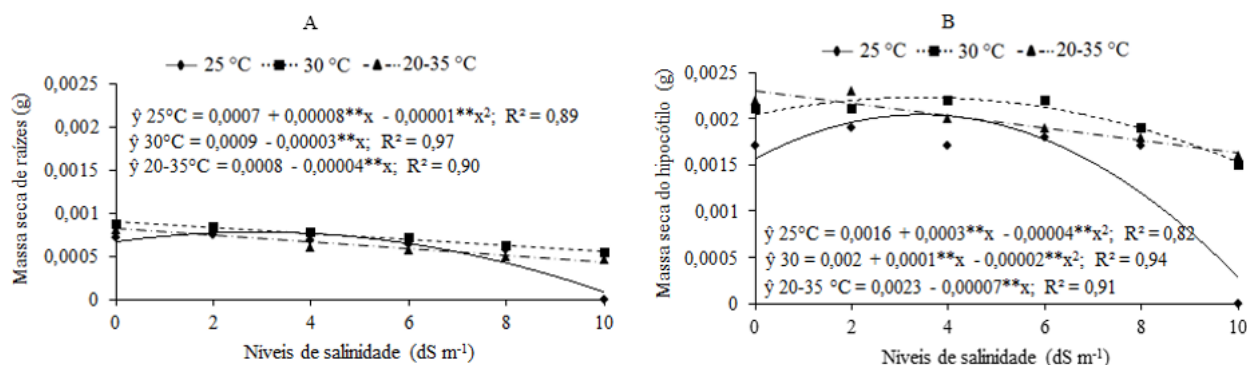 A
25 °C 30 °C 20-35 °C
Massa seca de raízes (g)
0,0025
0,002
0,0015
0,001
0,0005
0
ŷ 25°C = 0,0007 + 0,00008**x - 0,00001**x²; R² = 0,89
ŷ 30°C = 0,0009 - 0,00003**x; R² = 0,97
ŷ 20-35°C = 0,0008 - 0,00004**x; R² = 0,90
0 2 4 6 8 10
Níveis de salinidade (dS m⁻¹)
B
25 °C 30 °C 20-35 °C
Massa seca do hipocótilo (g)
0,0025
0,002
0,0015
0,001
0,0005
0
ŷ 25°C = 0,0016 + 0,0003**x - 0,00004**x²; R² = 0,82
ŷ 30 = 0,002 + 0,0001**x - 0,00002**x²; R² = 0,94
ŷ 20-35 °C = 0,0023 - 0,00007**x; R² = 0,91
0 2 4 6 8 10
Níveis de salinidade (dS m⁻¹)